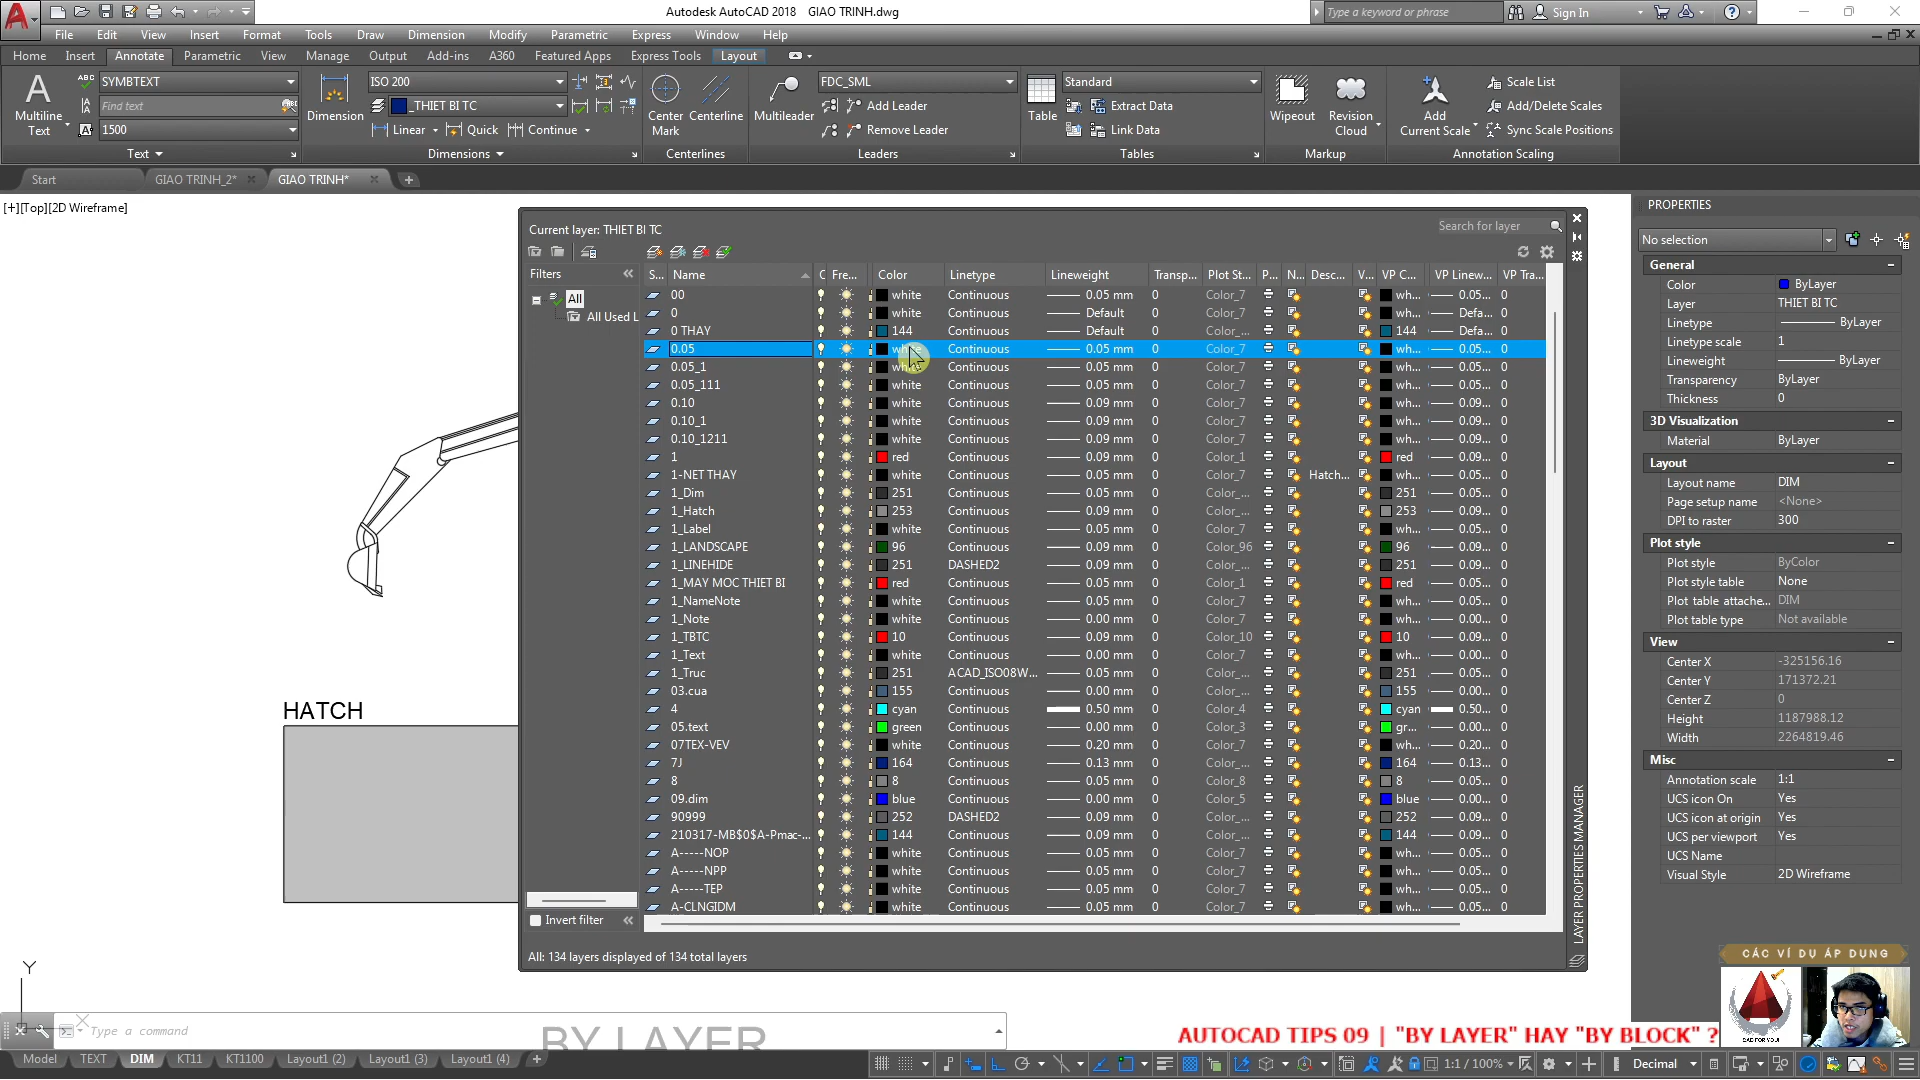 Autodesk AutoCAD 2018 GIAO TRINH.dwg
Type a keyword or phrase
Sign In
File Edit View Insert Format Tools Draw Dimension Modify Parametric Express Window Help
Home Insert Annotate Parametric View Manage Output Add-ins A360 Featured Apps Express Tools Layout
SYMBTEXT
Find text
1500
Multiline Text
Text
Dimension
ISO 200
_THIET BI TC
Linear Quick Continue
Dimensions
Center Mark Centerline
Centerlines
Multileader
FDC_SML
Add Leader
Remove Leader
Leaders
Table
Standard
Extract Data
Link Data
Tables
Wipeout Revision Cloud
Markup
Add Current Scale
Scale List
Add/Delete Scales
Sync Scale Positions
Annotation Scaling
Start GIAO TRINH_2* GIAO TRINH*
[+][Top][2D Wireframe]
HATCH
Y
BY LAYER
Current layer: THIET BI TC
Search for layer
Filters
All
All Used L
Invert filter
S... Name C Fre... Color Linetype Lineweight Transp... Plot St... P... N... Desc... V... VP C... VP Linew... VP Tra...
00 white Continuous 0.05 mm 0 Color_7 wh... 0.05... 0
0 white Continuous Default 0 Color_7 wh... Defa... 0
0 THAY 144 Continuous Default 0 Color_... 144 Defa... 0
0.05 white Continuous 0.05 mm 0 Color_7 wh... 0.05... 0
0.05_1 white Continuous 0.05 mm 0 Color_7 wh... 0.05... 0
0.05_111 white Continuous 0.05 mm 0 Color_7 wh... 0.05... 0
0.10 white Continuous 0.09 mm 0 Color_7 wh... 0.09... 0
0.10_1 white Continuous 0.09 mm 0 Color_7 wh... 0.09... 0
0.10_1211 white Continuous 0.09 mm 0 Color_7 wh... 0.09... 0
1 red Continuous 0.09 mm 0 Color_1 red 0.09... 0
1-NET THAY white Continuous 0.05 mm 0 Color_7 Hatch... wh... 0.05... 0
1_Dim 251 Continuous 0.05 mm 0 Color_... 251 0.05... 0
1_Hatch 253 Continuous 0.05 mm 0 Color_... 253 0.05... 0
1_Label white Continuous 0.05 mm 0 Color_7 wh... 0.05... 0
1_LANDSCAPE 96 Continuous 0.09 mm 0 Color_96 96 0.09... 0
1_LINEHIDE 251 DASHED2 0.09 mm 0 Color_... 251 0.09... 0
1_MAY MOC THIET BI red Continuous 0.05 mm 0 Color_1 red 0.05... 0
1_NameNote white Continuous 0.05 mm 0 Color_7 wh... 0.05... 0
1_Note white Continuous 0.00 mm 0 Color_7 wh... 0.00... 0
1_TBTC 10 Continuous 0.09 mm 0 Color_10 10 0.09... 0
1_Text white Continuous 0.00 mm 0 Color_7 wh... 0.00... 0
1_Truc 251 ACAD_ISO08W... 0.05 mm 0 Color_... 251 0.05... 0
03.cua 155 Continuous 0.00 mm 0 Color_... 155 0.00... 0
4 cyan Continuous 0.50 mm 0 Color_4 cyan 0.50... 0
05.text green Continuous 0.00 mm 0 Color_3 gr... 0.00... 0
07TEX-VEV white Continuous 0.20 mm 0 Color_7 wh... 0.20... 0
7J 164 Continuous 0.13 mm 0 Color_... 164 0.13... 0
8 8 Continuous 0.05 mm 0 Color_8 8 0.05... 0
09.dim blue Continuous 0.00 mm 0 Color_5 blue 0.00... 0
90999 252 DASHED2 0.09 mm 0 Color_... 252 0.09... 0
210317-MB$0$A-Pmac-... 144 Continuous 0.09 mm 0 Color_... 144 0.09... 0
A-----NOP white Continuous 0.05 mm 0 Color_7 wh... 0.05... 0
A-----NPP white Continuous 0.05 mm 0 Color_7 wh... 0.05... 0
A-----TEP white Continuous 0.05 mm 0 Color_7 wh... 0.05... 0
A-CLNGIDM white Continuous 0.05 mm 0 Color_7 wh... 0.05... 0
All: 134 layers displayed of 134 total layers
LAYER PROPERTIES MANAGER
PROPERTIES
No selection
General
Color ByLayer
Layer THIET BI TC
Linetype ByLayer
Linetype scale 1
Lineweight ByLayer
Transparency ByLayer
Thickness 0
3D Visualization
Material ByLayer
Layout
Layout name DIM
Page setup name <None>
DPI to raster 300
Plot style
Plot style ByColor
Plot style table None
Plot table attache... DIM
Plot table type Not available
View
Center X -325156.16
Center Y 171372.21
Center Z 0
Height 1187988.12
Width 2264819.46
Misc
Annotation scale 1:1
UCS icon On Yes
UCS icon at origin Yes
UCS per viewport Yes
UCS Name
Visual Style 2D Wireframe
CÁC VÍ DỤ ÁP DỤNG
CAD FOR YOU!
Type a command
AUTOCAD TIPS 09 | "BY LAYER" HAY "BY BLOCK" ?
Model TEXT DIM KT11 KT1100 Layout1 (2) Layout1 (3) Layout1 (4)
1:1 / 100% Decimal